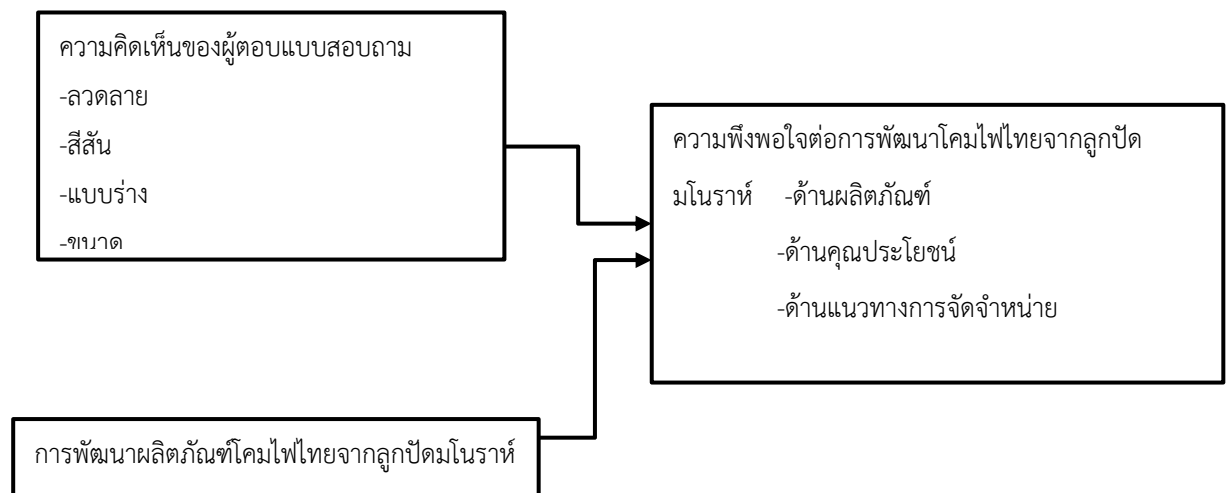 ความคิดเห็นของผู้ตอบแบบสอบถาม
-ลวดลาย
-สีสัน
-แบบร่าง
-ขนาด
ความพึงพอใจต่อการพัฒนาโคมไฟไทยจากลูกปัด
มโนราห์ -ด้านผลิตภัณฑ์
-ด้านคุณประโยชน์
-ด้านแนวทางการจัดจำหน่าย
การพัฒนาผลิตภัณฑ์โคมไฟไทยจากลูกปัดมโนราห์